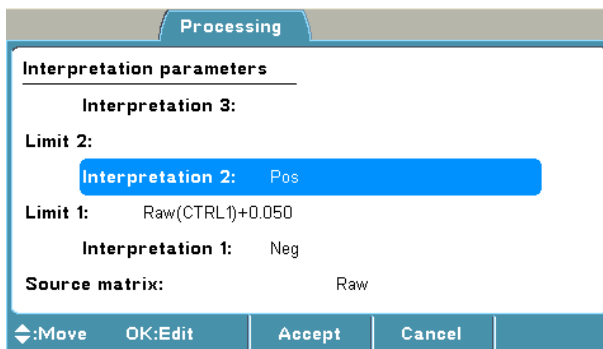 Processing
Interpretation parameters
Interpretation 3:
Limit 2:
Interpretation 2: Pos
Limit 1: Raw(CTRL1)+0.050
Interpretation 1: Neg
Source matrix: Raw
:Move OK:Edit Accept Cancel